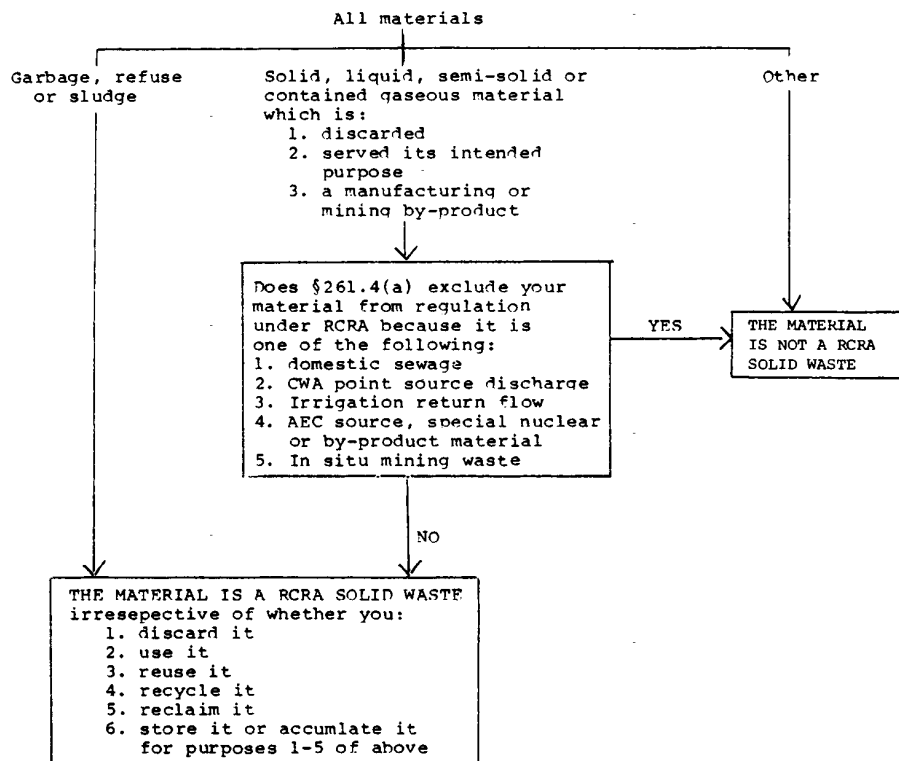 All materials
Garbage, refuse
or sludge
Solid, liquid, semi-solid or
contained gaseous material
which is:
1. discarded
2. served its intended
purpose
3. a manufacturing or
mining by-product
Other
Does §261.4(a) exclude your
material from regulation
under RCRA because it is
one of the following:
1. domestic sewage
2. CWA point source discharge
3. Irrigation return flow
4. AEC source, special nuclear
or by-product material
5. In situ mining waste
YES
THE MATERIAL
IS NOT A RCRA
SOLID WASTE
NO
THE MATERIAL IS A RCRA SOLID WASTE
irresepective of whether you:
1. discard it
2. use it
3. reuse it
4. recycle it
5. reclaim it
6. store it or accumlate it
for purposes 1-5 of above